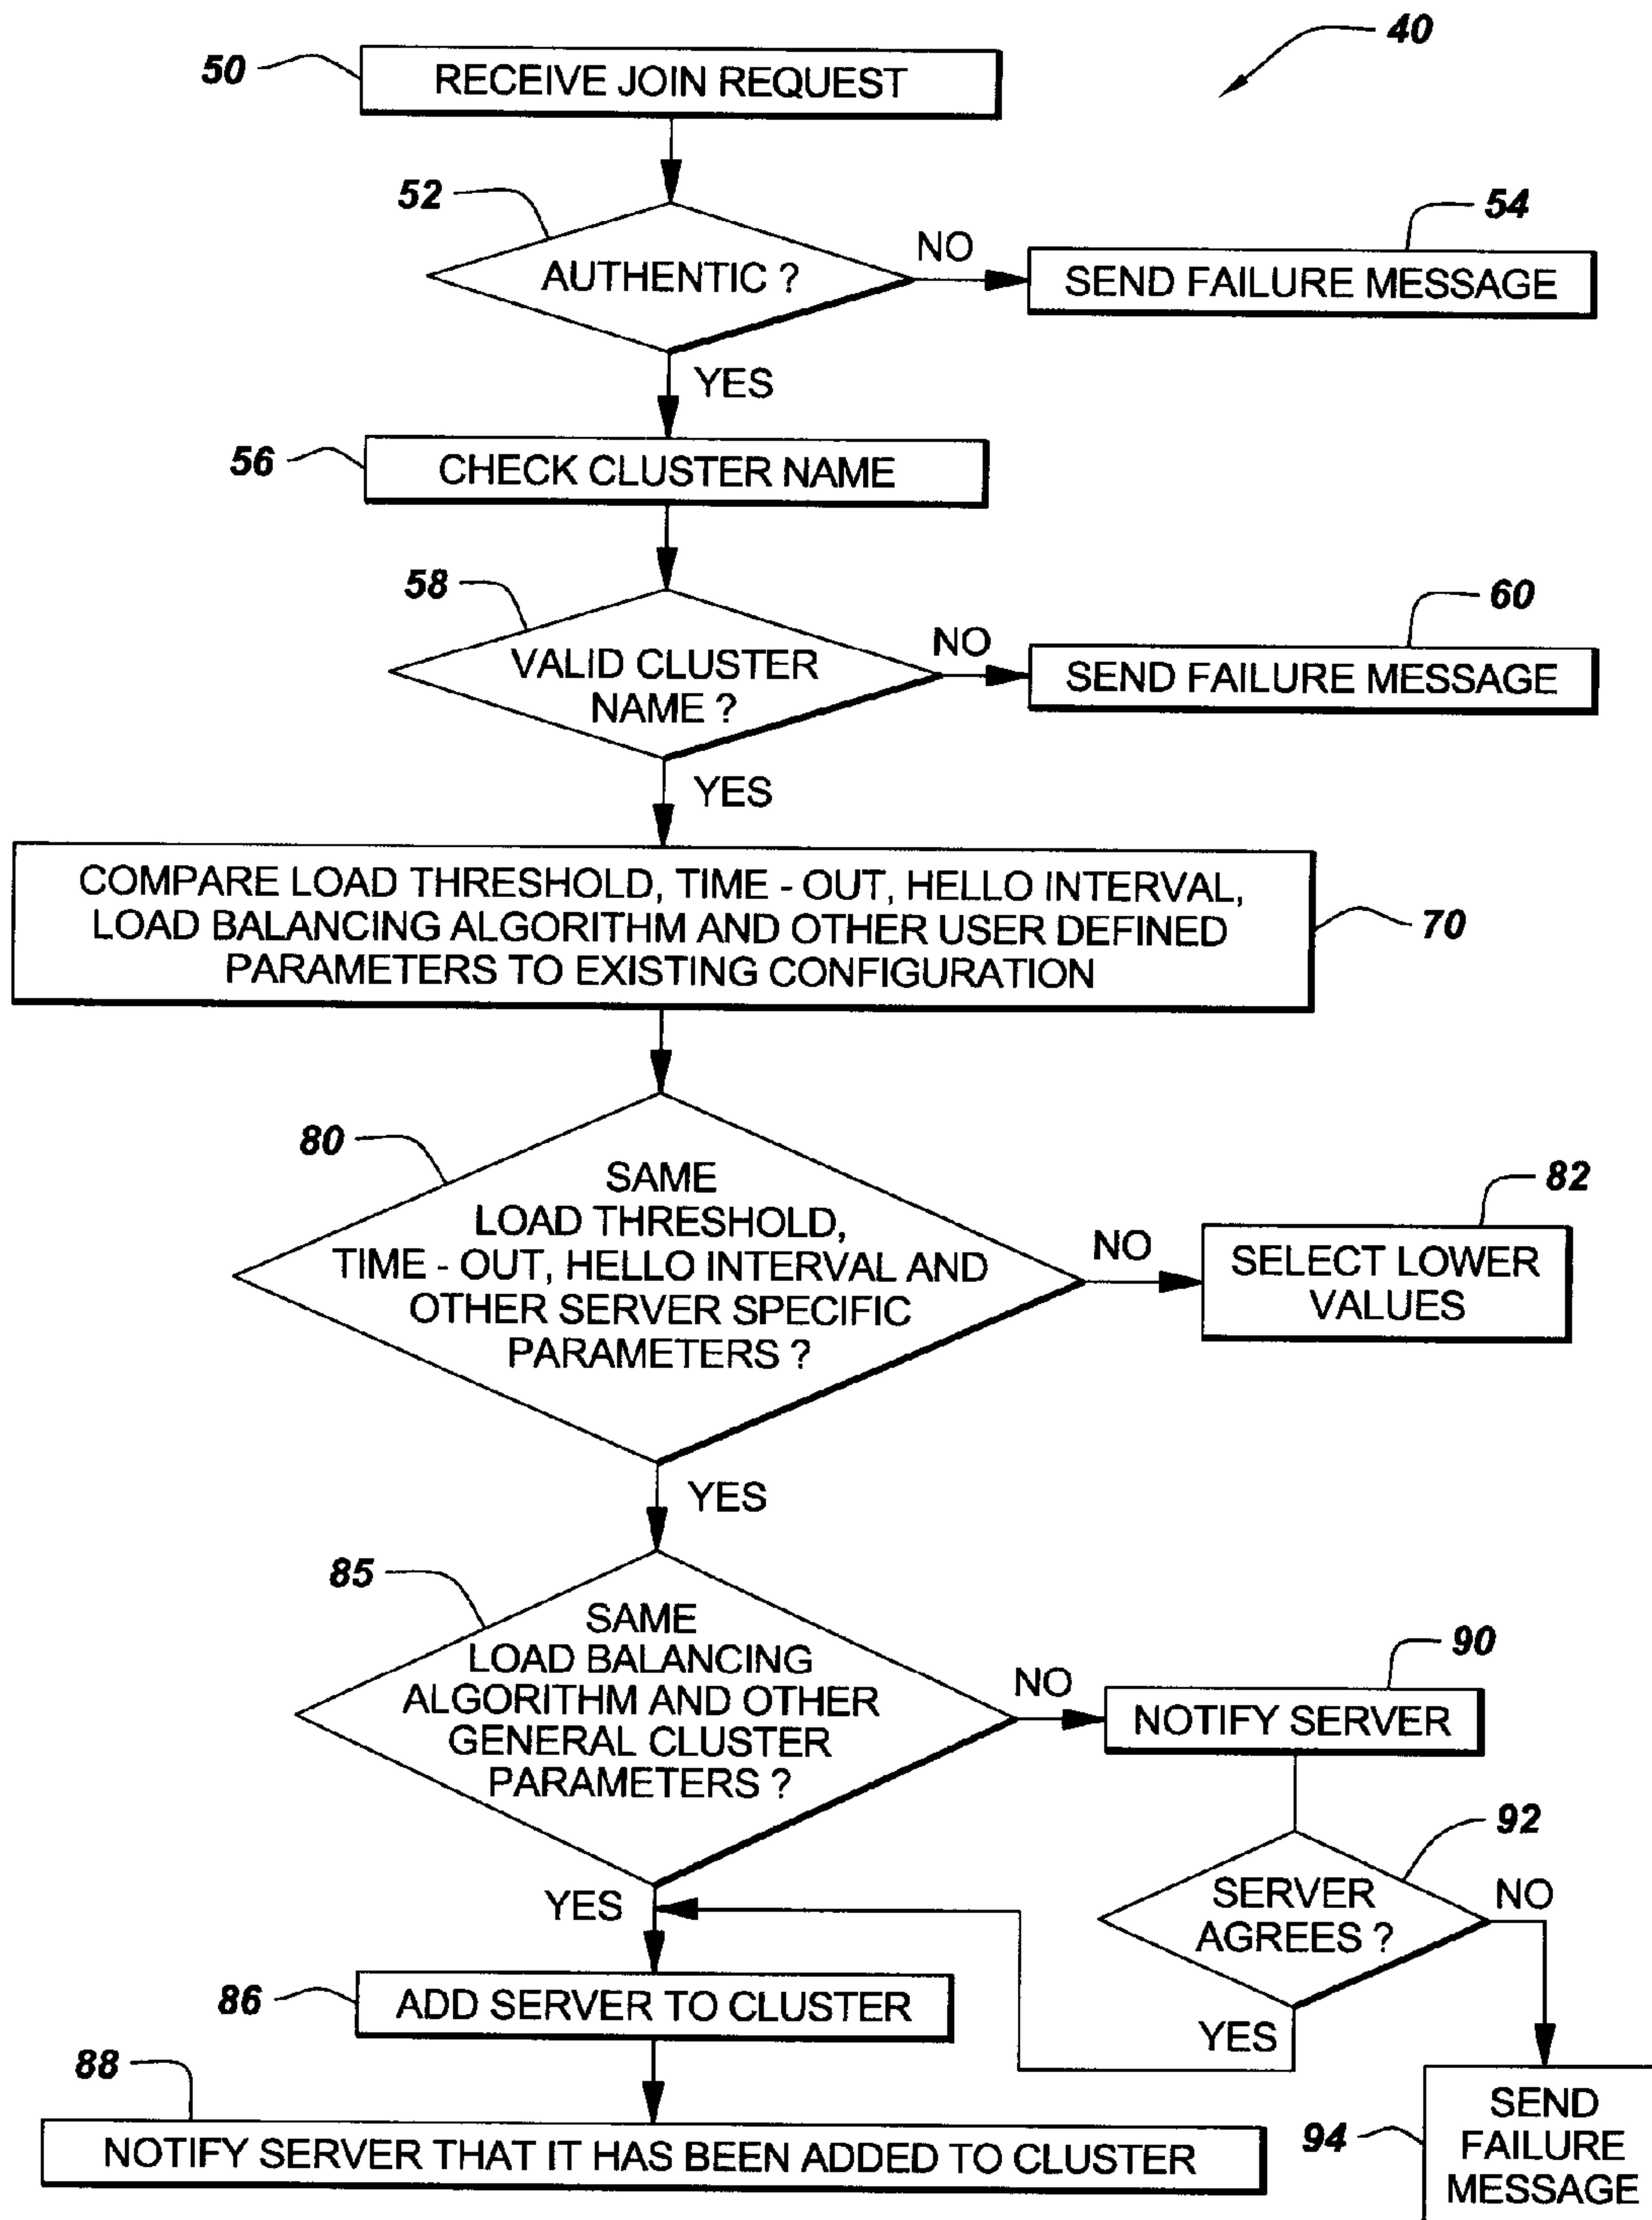 40
50
RECEIVE JOIN REQUEST
52
AUTHENTIC ?
NO
54
SEND FAILURE MESSAGE
YES
56
CHECK CLUSTER NAME
58
VALID CLUSTER
NAME ?
NO
60
SEND FAILURE MESSAGE
YES
COMPARE LOAD THRESHOLD, TIME - OUT, HELLO INTERVAL,
LOAD BALANCING ALGORITHM AND OTHER USER DEFINED
PARAMETERS TO EXISTING CONFIGURATION
70
80
SAME
LOAD THRESHOLD,
TIME - OUT, HELLO INTERVAL AND
OTHER SERVER SPECIFIC
PARAMETERS ?
NO
82
SELECT LOWER
VALUES
YES
85
SAME
LOAD BALANCING
ALGORITHM AND OTHER
GENERAL CLUSTER
PARAMETERS ?
NO
90
NOTIFY SERVER
92
SERVER
AGREES ?
NO
YES
YES
86
ADD SERVER TO CLUSTER
88
NOTIFY SERVER THAT IT HAS BEEN ADDED TO CLUSTER
94
SEND
FAILURE
MESSAGE